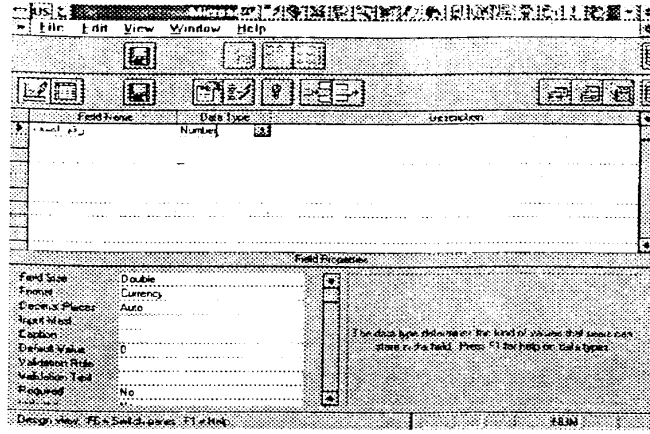 File Edit View Window Help
Field Name Data Type Description
Number
Field Properties
Field Size Double
Format Currency
Decimal Places Auto
Input Mask
Caption
Default Value 0
Validation Rule
Validation Text
Required No
The data type determines the kind of values that users can
store in the field. Press F1 for help on data types.
Design view. F6 = Switch panes. F1 = Help.
NUM